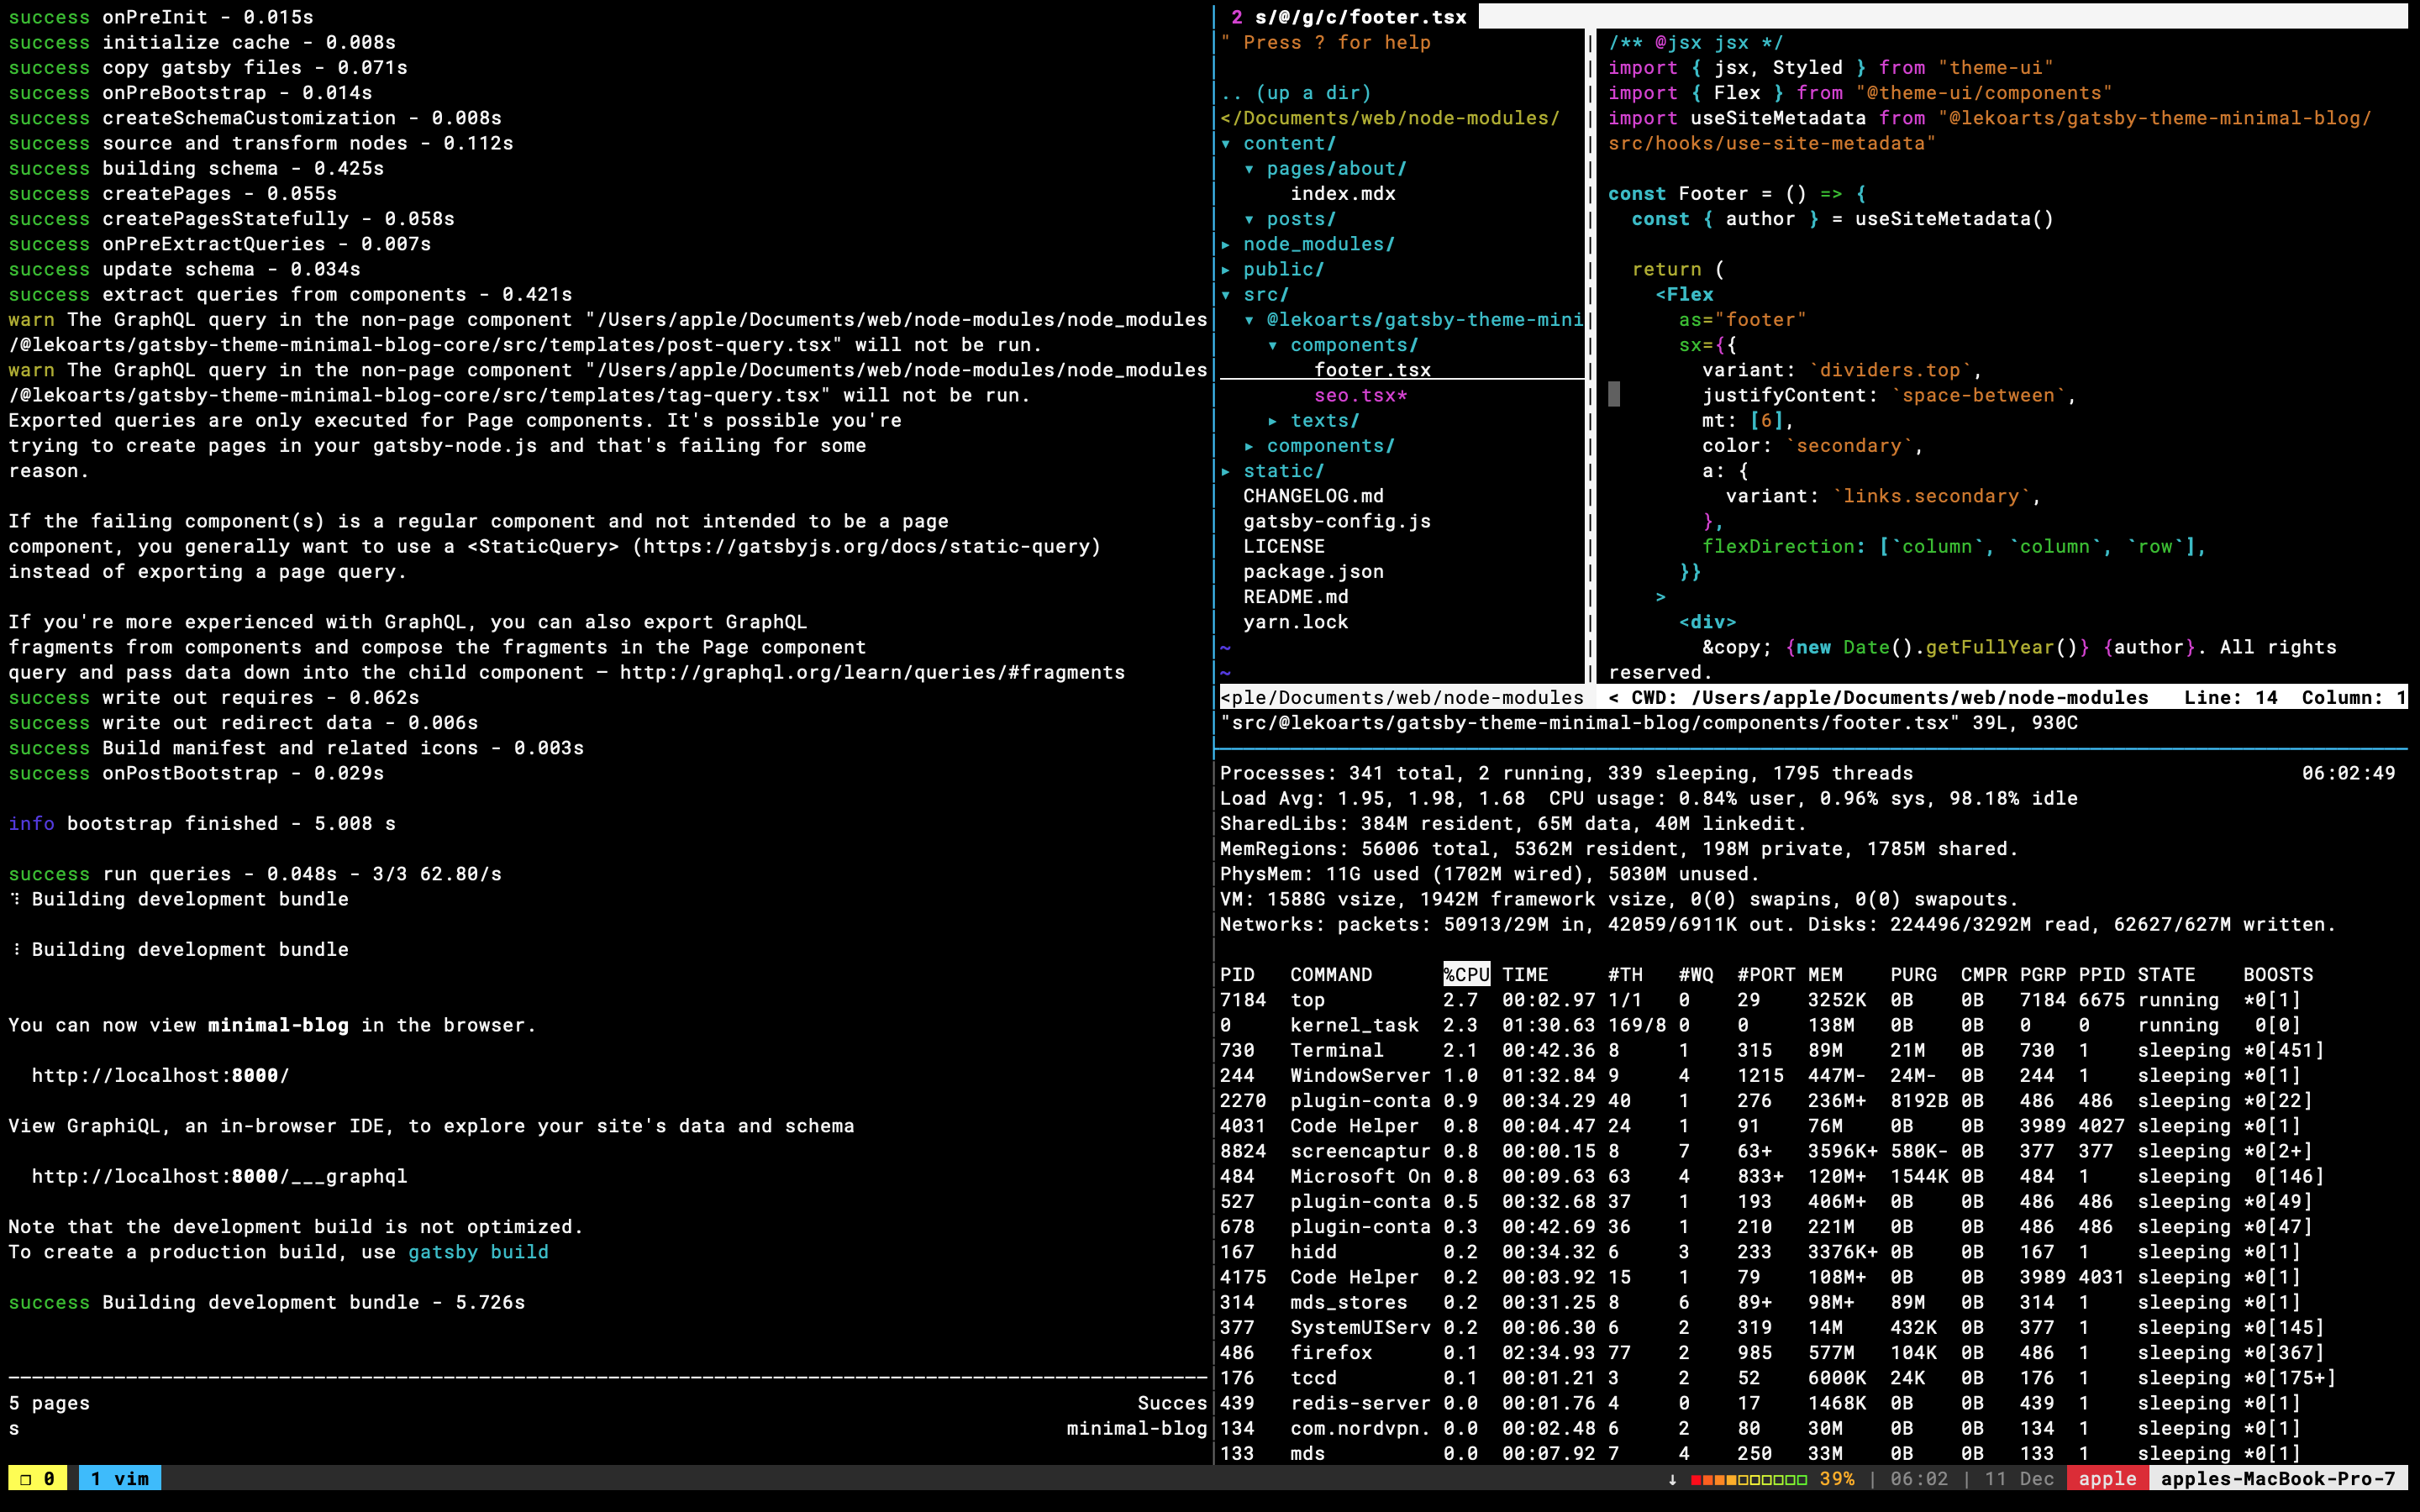 success onPreInit - 0.015s
success initialize cache - 0.008s
success copy gatsby files - 0.071s
success onPreBootstrap - 0.014s
success createSchemaCustomization - 0.008s
success source and transform nodes - 0.112s
success building schema - 0.425s
success createPages - 0.055s
success createPagesStatefully - 0.058s
success onPreExtractQueries - 0.007s
success update schema - 0.034s
success extract queries from components - 0.421s
warn The GraphQL query in the non-page component "/Users/apple/Documents/web/node-modules/node_modules
/@lekoarts/gatsby-theme-minimal-blog-core/src/templates/post-query.tsx" will not be run.
warn The GraphQL query in the non-page component "/Users/apple/Documents/web/node-modules/node_modules
/@lekoarts/gatsby-theme-minimal-blog-core/src/templates/tag-query.tsx" will not be run.
Exported queries are only executed for Page components. It's possible you're
trying to create pages in your gatsby-node.js and that's failing for some
reason.

If the failing component(s) is a regular component and not intended to be a page
component, you generally want to use a <StaticQuery> (https://gatsbyjs.org/docs/static-query)
instead of exporting a page query.

If you're more experienced with GraphQL, you can also export GraphQL
fragments from components and compose the fragments in the Page component
query and pass data down into the child component — http://graphql.org/learn/queries/#fragments
success write out requires - 0.062s
success write out redirect data - 0.006s
success Build manifest and related icons - 0.003s
success onPostBootstrap - 0.029s

info bootstrap finished - 5.008 s

success run queries - 0.048s - 3/3 62.80/s
⠙ Building development bundle

⠸ Building development bundle

You can now view minimal-blog in the browser.

  http://localhost:8000/

View GraphiQL, an in-browser IDE, to explore your site's data and schema

  http://localhost:8000/___graphql

Note that the development build is not optimized.
To create a production build, use gatsby build

success Building development bundle - 5.726s

5 pages Succes
s minimal-blog

2 s/@/g/c/footer.tsx
" Press ? for help

.. (up a dir)
</Documents/web/node-modules/
▾ content/
  ▾ pages/about/
      index.mdx
  ▾ posts/
▸ node_modules/
▸ public/
▾ src/
  ▾ @lekoarts/gatsby-theme-mini
    ▾ components/
        footer.tsx
        seo.tsx*
    ▸ texts/
  ▸ components/
▸ static/
  CHANGELOG.md
  gatsby-config.js
  LICENSE
  package.json
  README.md
  yarn.lock
~
~
<ple/Documents/web/node-modules

/** @jsx jsx */
import { jsx, Styled } from "theme-ui"
import { Flex } from "@theme-ui/components"
import useSiteMetadata from "@lekoarts/gatsby-theme-minimal-blog/
src/hooks/use-site-metadata"

const Footer = () => {
  const { author } = useSiteMetadata()

  return (
    <Flex
      as="footer"
      sx={{
        variant: `dividers.top`,
        justifyContent: `space-between`,
        mt: [6],
        color: `secondary`,
        a: {
          variant: `links.secondary`,
        },
        flexDirection: [`column`, `column`, `row`],
      }}
    >
      <div>
        &copy; {new Date().getFullYear()} {author}. All rights
reserved.
< CWD: /Users/apple/Documents/web/node-modules   Line: 14  Column: 1
"src/@lekoarts/gatsby-theme-minimal-blog/components/footer.tsx" 39L, 930C

Processes: 341 total, 2 running, 339 sleeping, 1795 threads 06:02:49
Load Avg: 1.95, 1.98, 1.68  CPU usage: 0.84% user, 0.96% sys, 98.18% idle
SharedLibs: 384M resident, 65M data, 40M linkedit.
MemRegions: 56006 total, 5362M resident, 198M private, 1785M shared.
PhysMem: 11G used (1702M wired), 5030M unused.
VM: 1588G vsize, 1942M framework vsize, 0(0) swapins, 0(0) swapouts.
Networks: packets: 50913/29M in, 42059/6911K out. Disks: 224496/3292M read, 62627/627M written.

PID COMMAND %CPU TIME #TH #WQ #PORT MEM PURG CMPR PGRP PPID STATE BOOSTS
7184 top 2.7 00:02.97 1/1 0 29 3252K 0B 0B 7184 6675 running *0[1]
0 kernel_task 2.3 01:30.63 169/8 0 0 138M 0B 0B 0 0 running 0[0]
730 Terminal 2.1 00:42.36 8 1 315 89M 21M 0B 730 1 sleeping *0[451]
244 WindowServer 1.0 01:32.84 9 4 1215 447M- 24M- 0B 244 1 sleeping *0[1]
2270 plugin-conta 0.9 00:34.29 40 1 276 236M+ 8192B 0B 486 486 sleeping *0[22]
4031 Code Helper 0.8 00:04.47 24 1 91 76M 0B 0B 3989 4027 sleeping *0[1]
8824 screencaptur 0.8 00:00.15 8 7 63+ 3596K+ 580K- 0B 377 377 sleeping *0[2+]
484 Microsoft On 0.8 00:09.63 63 4 833+ 120M+ 1544K 0B 484 1 sleeping 0[146]
527 plugin-conta 0.5 00:32.68 37 1 193 406M+ 0B 0B 486 486 sleeping *0[49]
678 plugin-conta 0.3 00:42.69 36 1 210 221M 0B 0B 486 486 sleeping *0[47]
167 hidd 0.2 00:34.32 6 3 233 3376K+ 0B 0B 167 1 sleeping *0[1]
4175 Code Helper 0.2 00:03.92 15 1 79 108M+ 0B 0B 3989 4031 sleeping *0[1]
314 mds_stores 0.2 00:31.25 8 6 89+ 98M+ 89M 0B 314 1 sleeping *0[1]
377 SystemUIServ 0.2 00:06.30 6 2 319 14M 432K 0B 377 1 sleeping *0[145]
486 firefox 0.1 02:34.93 77 2 985 577M 104K 0B 486 1 sleeping *0[367]
176 tccd 0.1 00:01.21 3 2 52 6000K 24K 0B 176 1 sleeping *0[175+]
439 redis-server 0.0 00:01.76 4 0 17 1468K 0B 0B 439 1 sleeping *0[1]
134 com.nordvpn. 0.0 00:02.48 6 2 80 30M 0B 0B 134 1 sleeping *0[1]
133 mds 0.0 00:07.92 7 4 250 33M 0B 0B 133 1 sleeping *0[1]
❐ 0 1 vim ↓ 39% | 06:02 | 11 Dec apple apples-MacBook-Pro-7